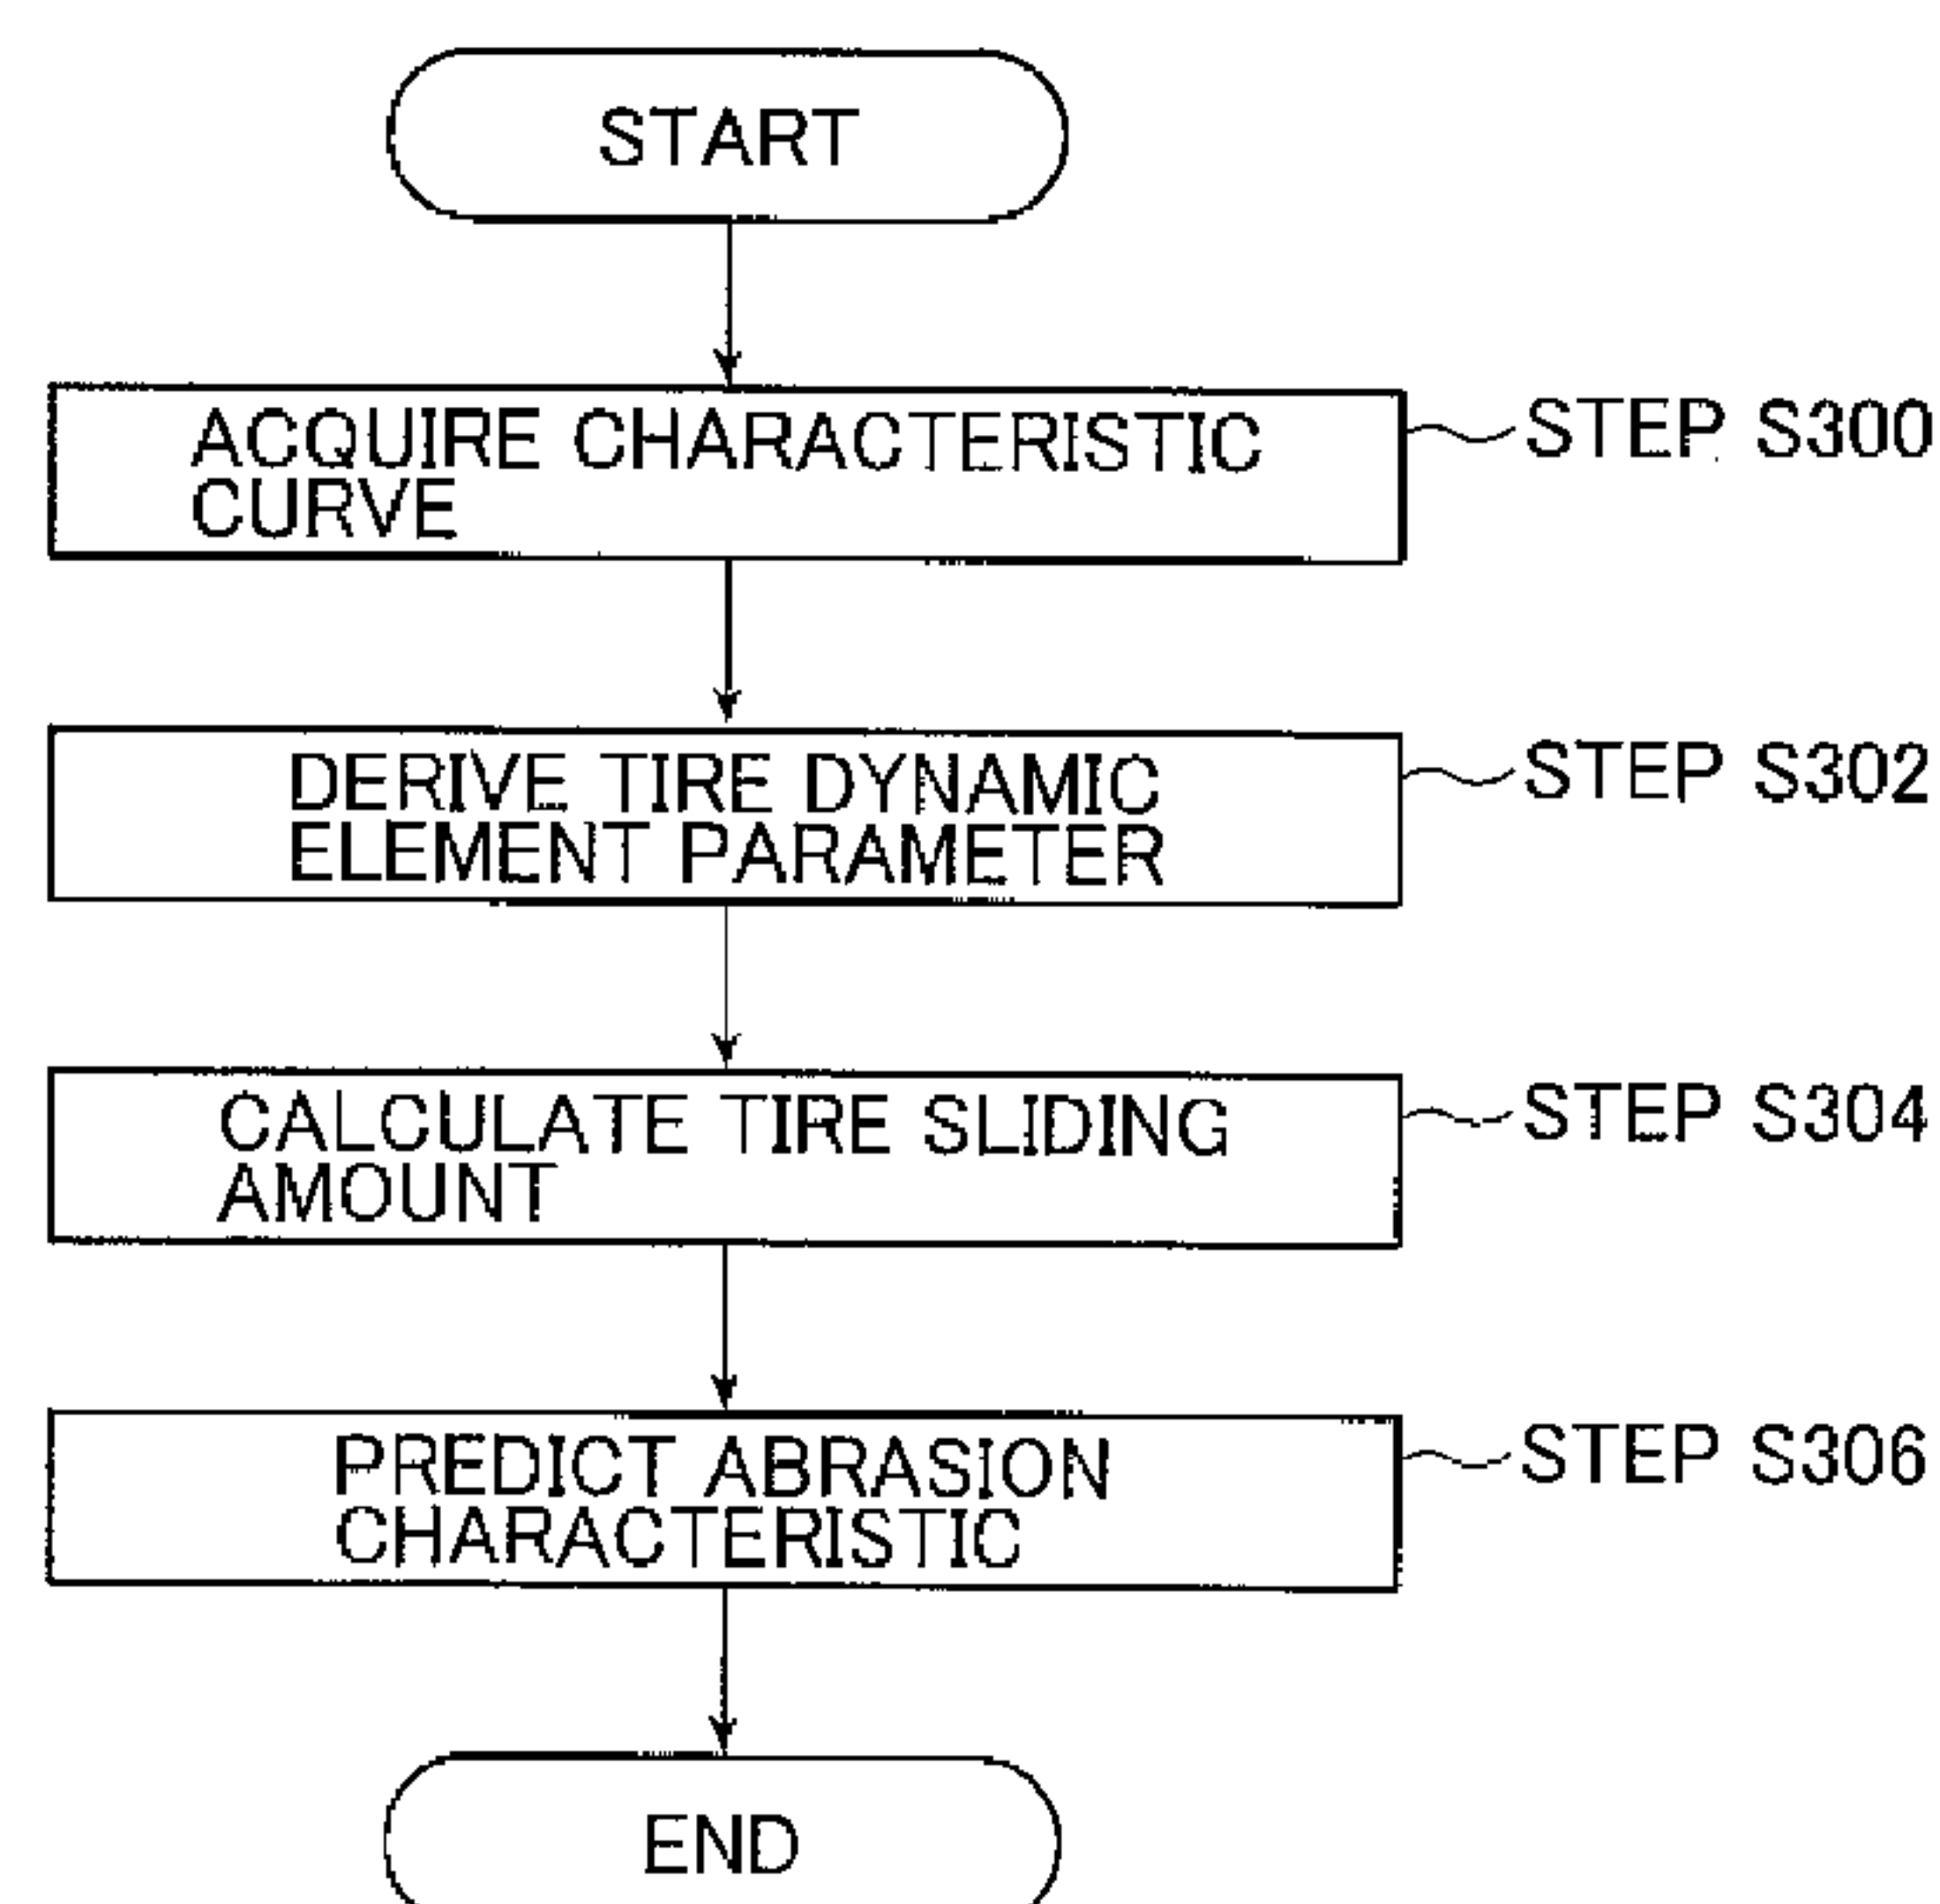 START
ACQUIRE CHARACTERISTIC
CURVE
STEP S300
DERIVE TIRE DYNAMIC
ELEMENT PARAMETER
STEP S302
CALCULATE TIRE SLIDING
AMOUNT
STEP S304
PREDICT ABRASION
CHARACTERISTIC
STEP S306
END